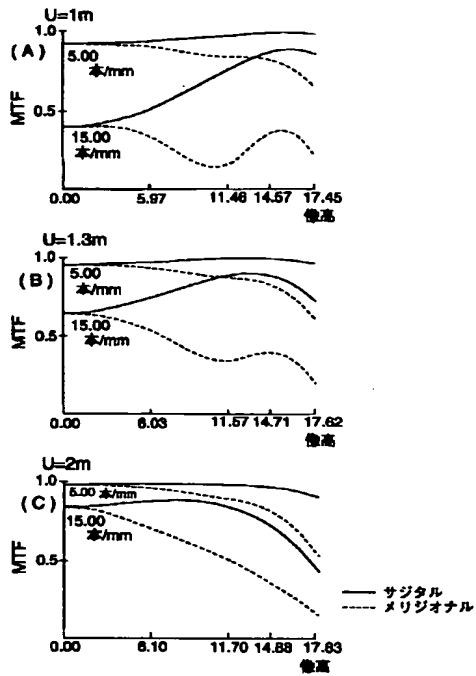 U=1m
(A)
MTF
1.0
0.5
5.00
本/mm
15.00
本/mm
0.00 5.97 11.46 14.57 17.45
像高
U=1.3m
(B)
MTF
1.0
0.5
5.00
本/mm
15.00
本/mm
0.00 6.03 11.57 14.71 17.62
像高
U=2m
(C)
MTF
1.0
0.5
5.00 本/mm
15.00
本/mm
0.00 6.10 11.70 14.88 17.83
像高
サジタル
メリジオナル